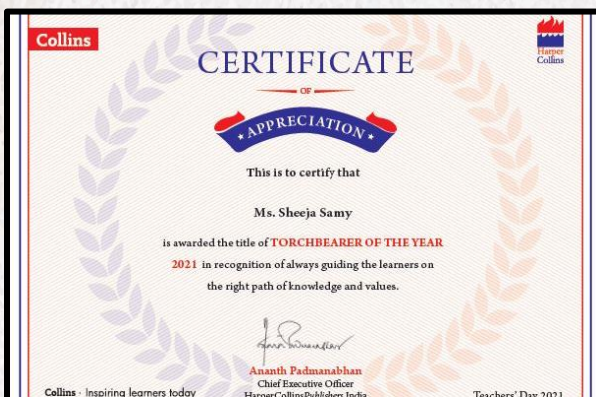 Collins
Harper
Collins
CERTIFICATE
OF
APPRECIATION
This is to certify that
Ms. Sheeja Samy
is awarded the title of TORCHBEARER OF THE YEAR
2021 in recognition of always guiding the learners on
the right path of knowledge and values.
Ananth Padmanabhan
Chief Executive Officer
Collins · Inspiring learners today
HarperCollinsPublishers India
Teachers' Day 2021